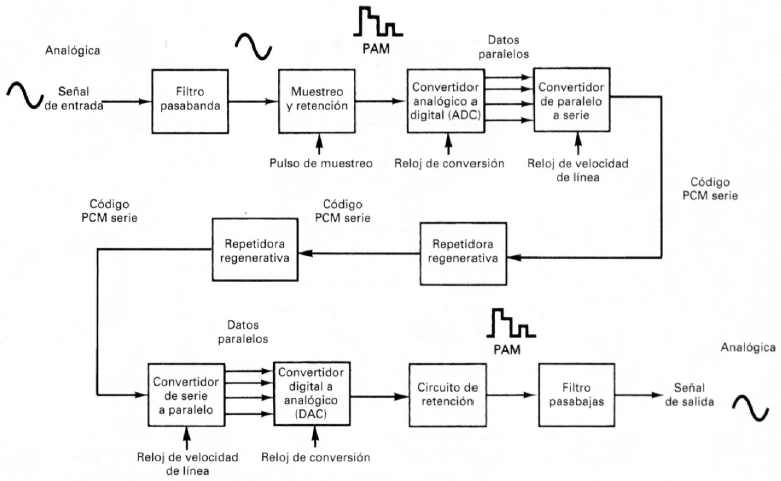 PAM
Datos
paralelos
Analógica
Señal
de entrada
Filtro
pasabanda
Muestreo
y retención
Convertidor
analógico a
digital (ADC)
Convertidor
de paralelo
a serie
Pulso de muestreo
Reloj de conversión
Reloj de velocidad
de línea
Código
PCM serie
Código
PCM serie
Código
PCM serie
Repetidora
regenerativa
Repetidora
regenerativa
Datos
paralelos
PAM
Analógica
Convertidor
de serie
a paralelo
Convertidor
digital a
analógico
(DAC)
Circuito de
retención
Filtro
pasabajas
Señal
de salida
Reloj de velocidad
de línea
Reloj de conversión